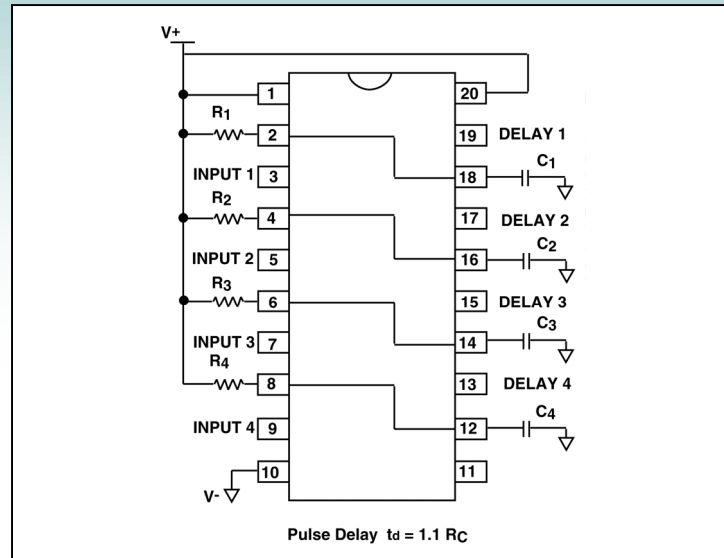 V+
1
20
R1
2
19 DELAY 1
INPUT 1 3
C1
18
R2
4
17 DELAY 2
INPUT 2 5
C2
16
R3
6
15 DELAY 3
INPUT 3 7
C3
14
R4
8
13 DELAY 4
INPUT 4 9
C4
12
10
11
V-
Pulse Delay td = 1.1 RC